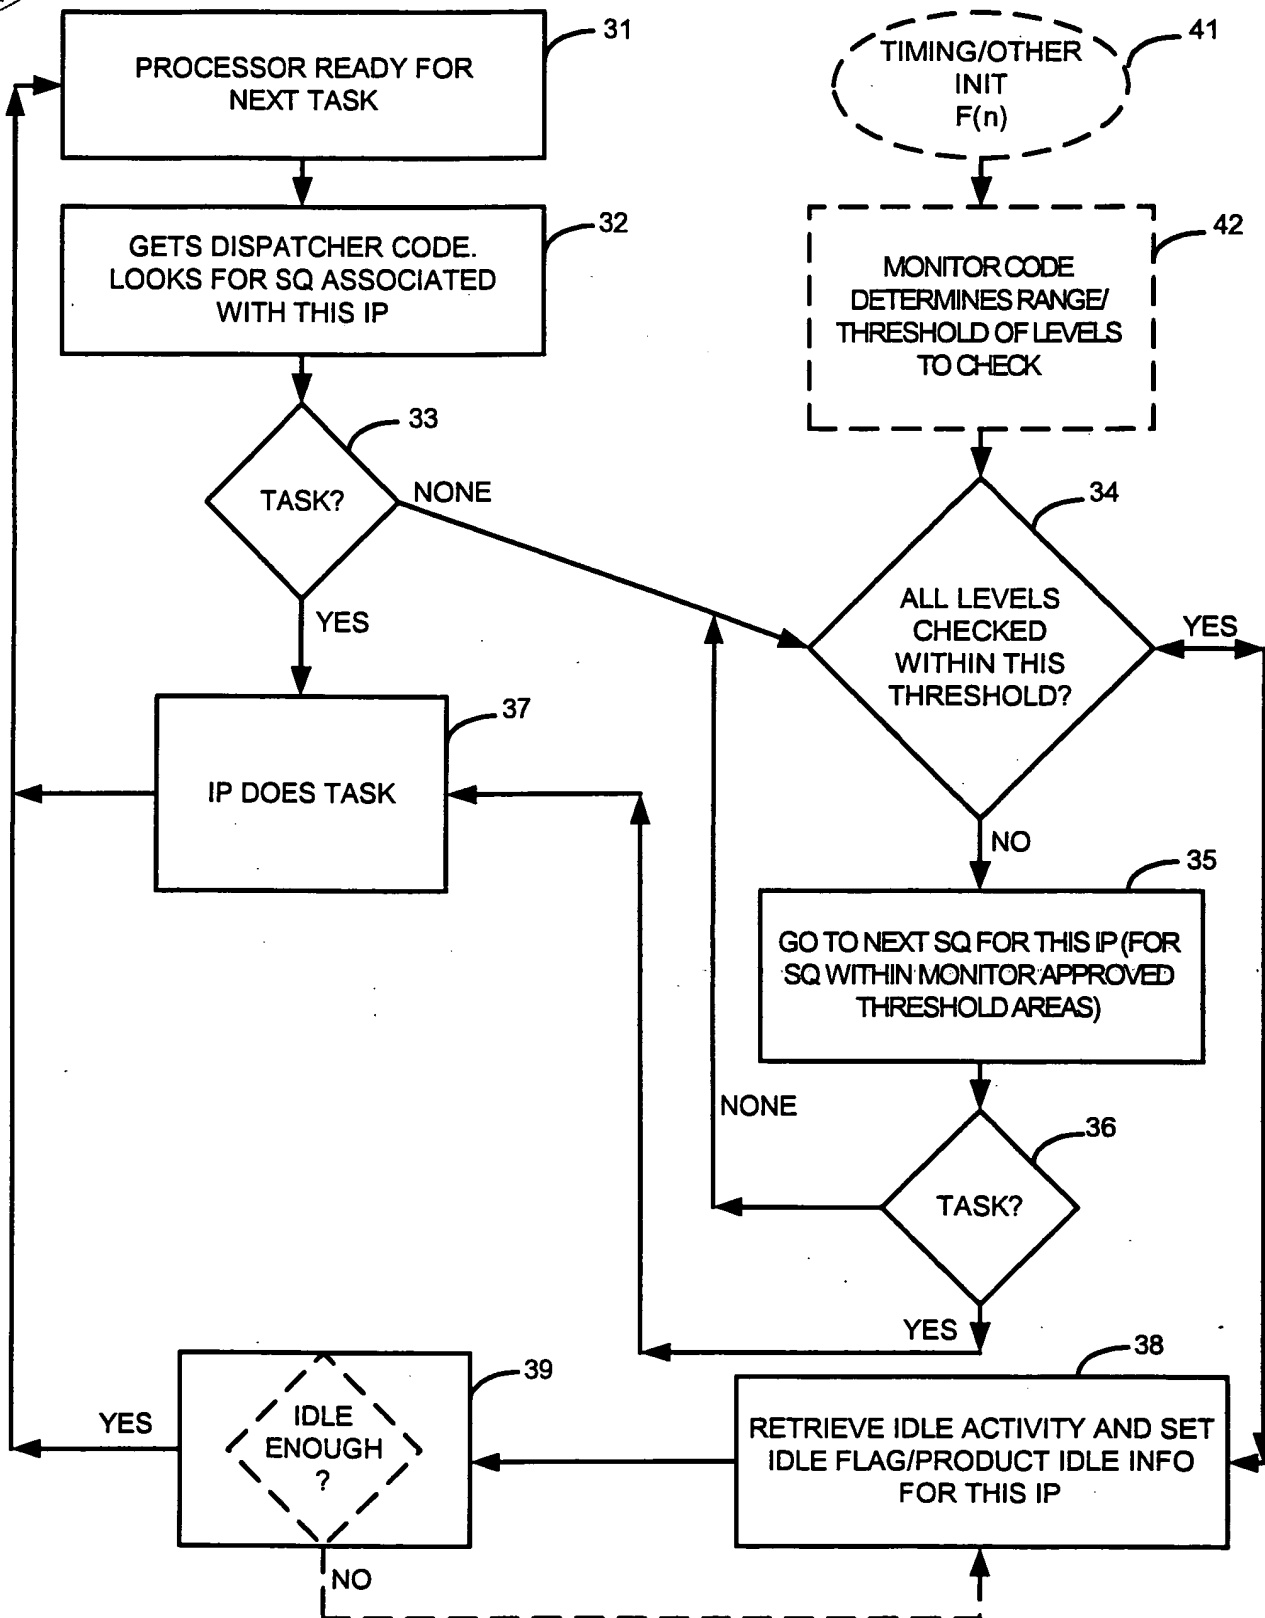 31
PROCESSOR READY FOR
NEXT TASK
41
TIMING/OTHER
INIT
F(n)
32
GETS DISPATCHER CODE.
LOOKS FOR SQ ASSOCIATED
WITH THIS IP
42
MONITOR CODE
DETERMINES RANGE/
THRESHOLD OF LEVELS
TO CHECK
33
TASK?
NONE
YES
34
ALL LEVELS
CHECKED
WITHIN THIS
THRESHOLD?
YES
NO
37
IP DOES TASK
35
GO TO NEXT SQ FOR THIS IP (FOR
SQ WITHIN MONITOR APPROVED
THRESHOLD AREAS)
NONE
36
TASK?
YES
38
RETRIEVE IDLE ACTIVITY AND SET
IDLE FLAG/PRODUCT IDLE INFO
FOR THIS IP
39
IDLE
ENOUGH
?
YES
NO